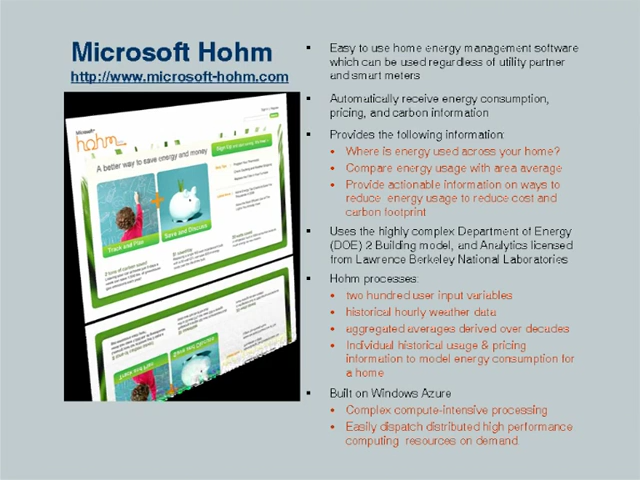 Microsoft Hohm
http://www.microsoft-hohm.com
Microsoft
hohm
A better way to save energy and money
Track and Plan
Save and Discuss
▪ Easy to use home energy management software
which can be used regardless of utility partner
and smart meters
▪ Automatically receive energy consumption,
pricing, and carbon information
▪ Provides the following information:
• Where is energy used across your home?
• Compare energy usage with area average
• Provide actionable information on ways to
reduce energy usage to reduce cost and
carbon footprint
▪ Uses the highly complex Department of Energy
(DOE) 2 Building model, and Analytics licensed
from Lawrence Berkeley National Laboratories
▪ Hohm processes:
• two hundred user input variables
• historical hourly weather data
• aggregated averages derived over decades
• Individual historical usage & pricing
information to model energy consumption for
a home
▪ Built on Windows Azure
• Complex compute-intensive processing
• Easily dispatch distributed high performance
computing resources on demand